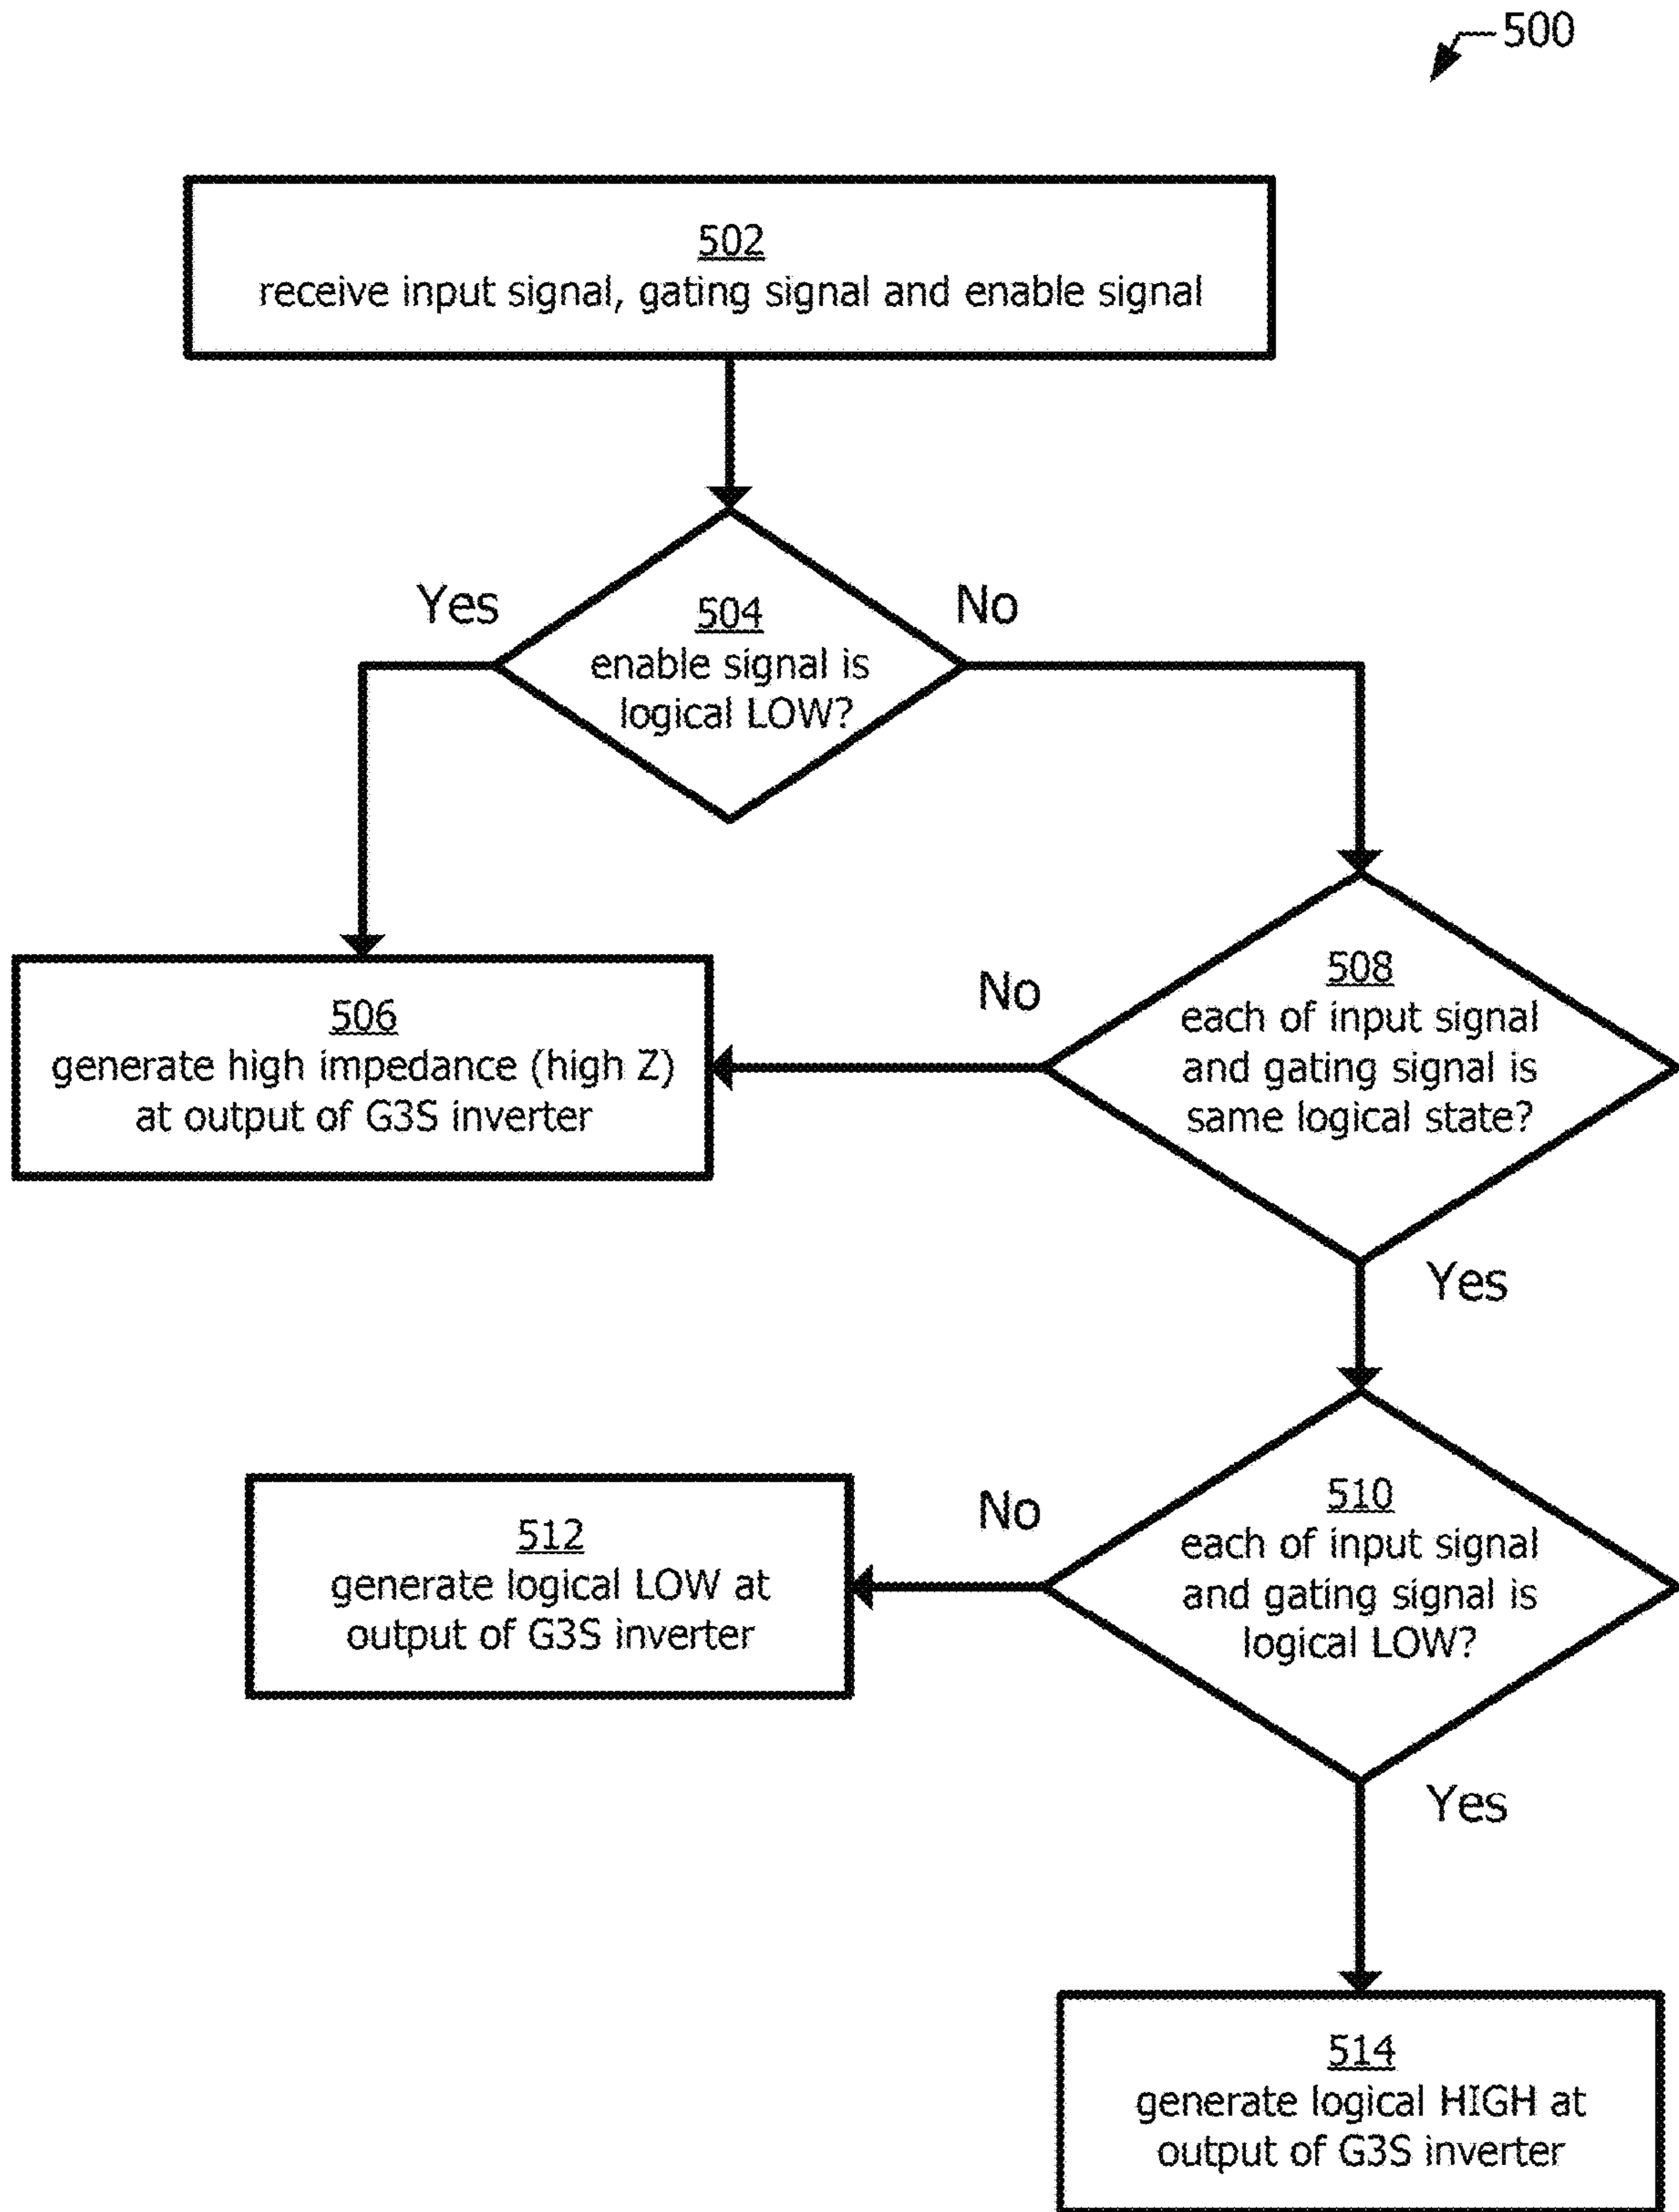 500
502
receive input signal, gating signal and enable signal
Yes
No
504
enable signal is
logical LOW?
506
generate high impedance (high Z)
at output of G3S inverter
No
508
each of input signal
and gating signal is
same logical state?
Yes
512
generate logical LOW at
output of G3S inverter
No
510
each of input signal
and gating signal is
logical LOW?
Yes
514
generate logical HIGH at
output of G3S inverter